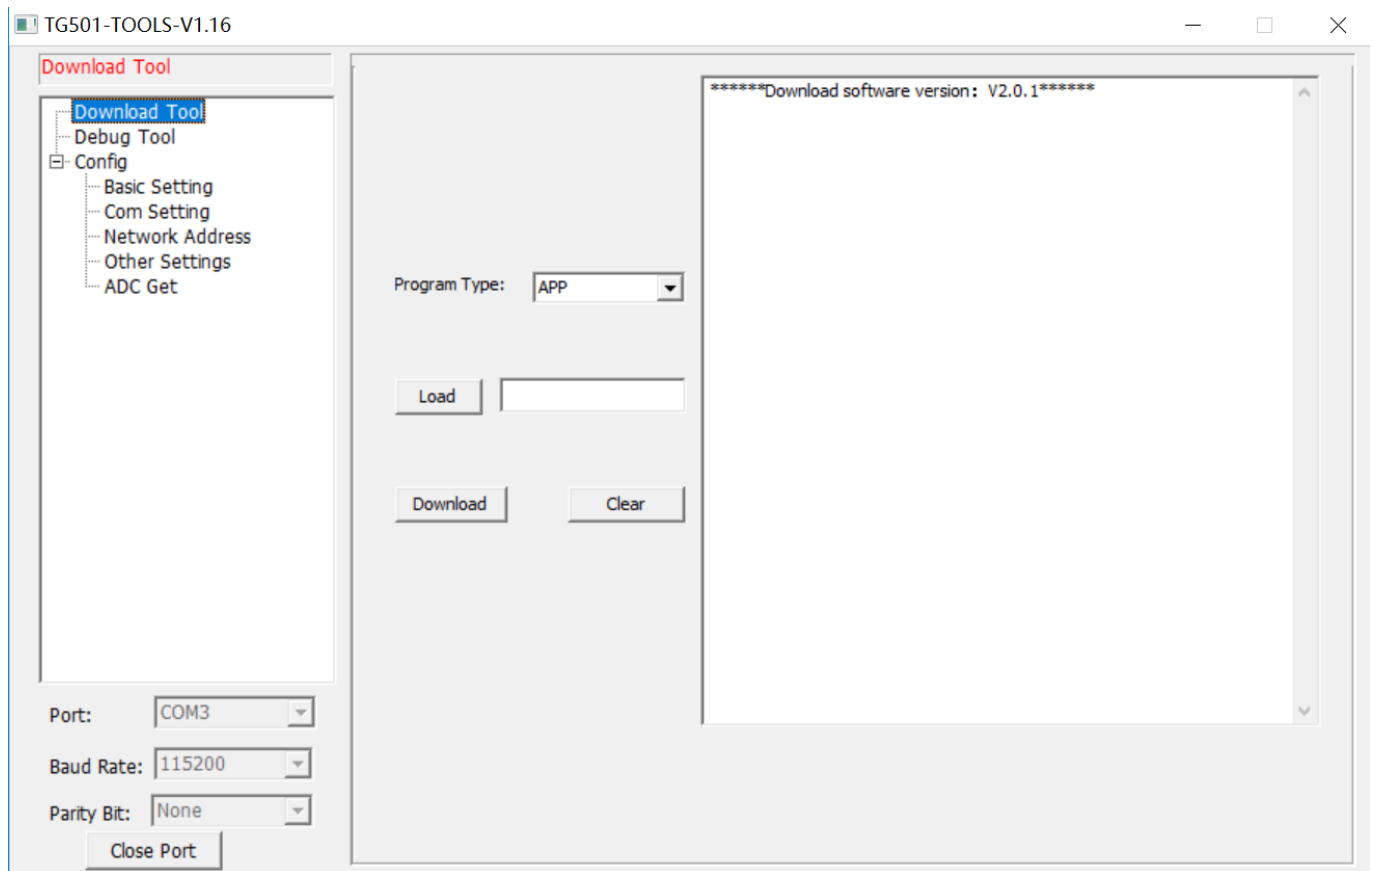 TG501-TOOLS-V1.16
Download Tool
Download Tool
Debug Tool
Config
Basic Setting
Com Setting
Network Address
Other Settings
ADC Get
Port: COM3
Baud Rate: 115200
Parity Bit: None
Close Port
Program Type: APP
Load
Download Clear
******Download software version: V2.0.1******